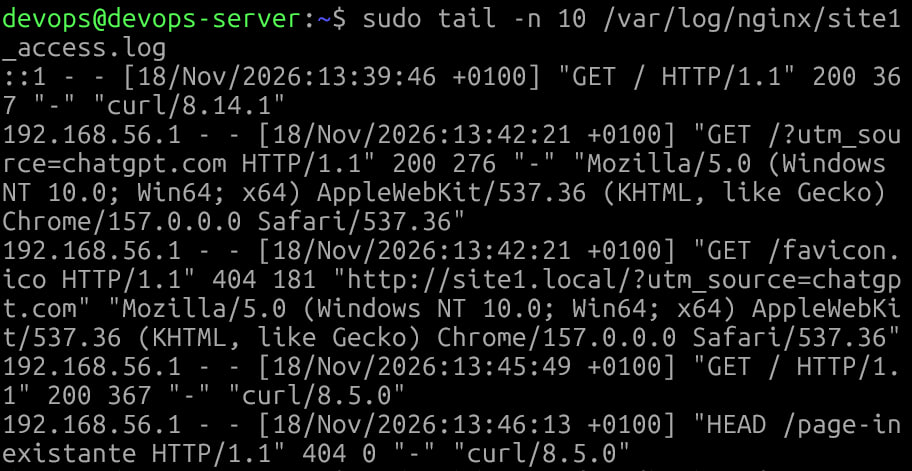 devops@devops-server:~$ sudo tail -n 10 /var/log/nginx/site1
_access.log
::1 - - [18/Nov/2026:13:39:46 +0100] "GET / HTTP/1.1" 200 36
7 "-" "curl/8.14.1"
192.168.56.1 - - [18/Nov/2026:13:42:21 +0100] "GET /?utm_sou
rce=chatgpt.com HTTP/1.1" 200 276 "-" "Mozilla/5.0 (Windows
NT 10.0; Win64; x64) AppleWebKit/537.36 (KHTML, like Gecko)
Chrome/157.0.0.0 Safari/537.36"
192.168.56.1 - - [18/Nov/2026:13:42:21 +0100] "GET /favicon.
ico HTTP/1.1" 404 181 "http://site1.local/?utm_source=chatgp
t.com" "Mozilla/5.0 (Windows NT 10.0; Win64; x64) AppleWebKi
t/537.36 (KHTML, like Gecko) Chrome/157.0.0.0 Safari/537.36"
192.168.56.1 - - [18/Nov/2026:13:45:49 +0100] "GET / HTTP/1.
1" 200 367 "-" "curl/8.5.0"
192.168.56.1 - - [18/Nov/2026:13:46:13 +0100] "HEAD /page-in
existante HTTP/1.1" 404 0 "-" "curl/8.5.0"